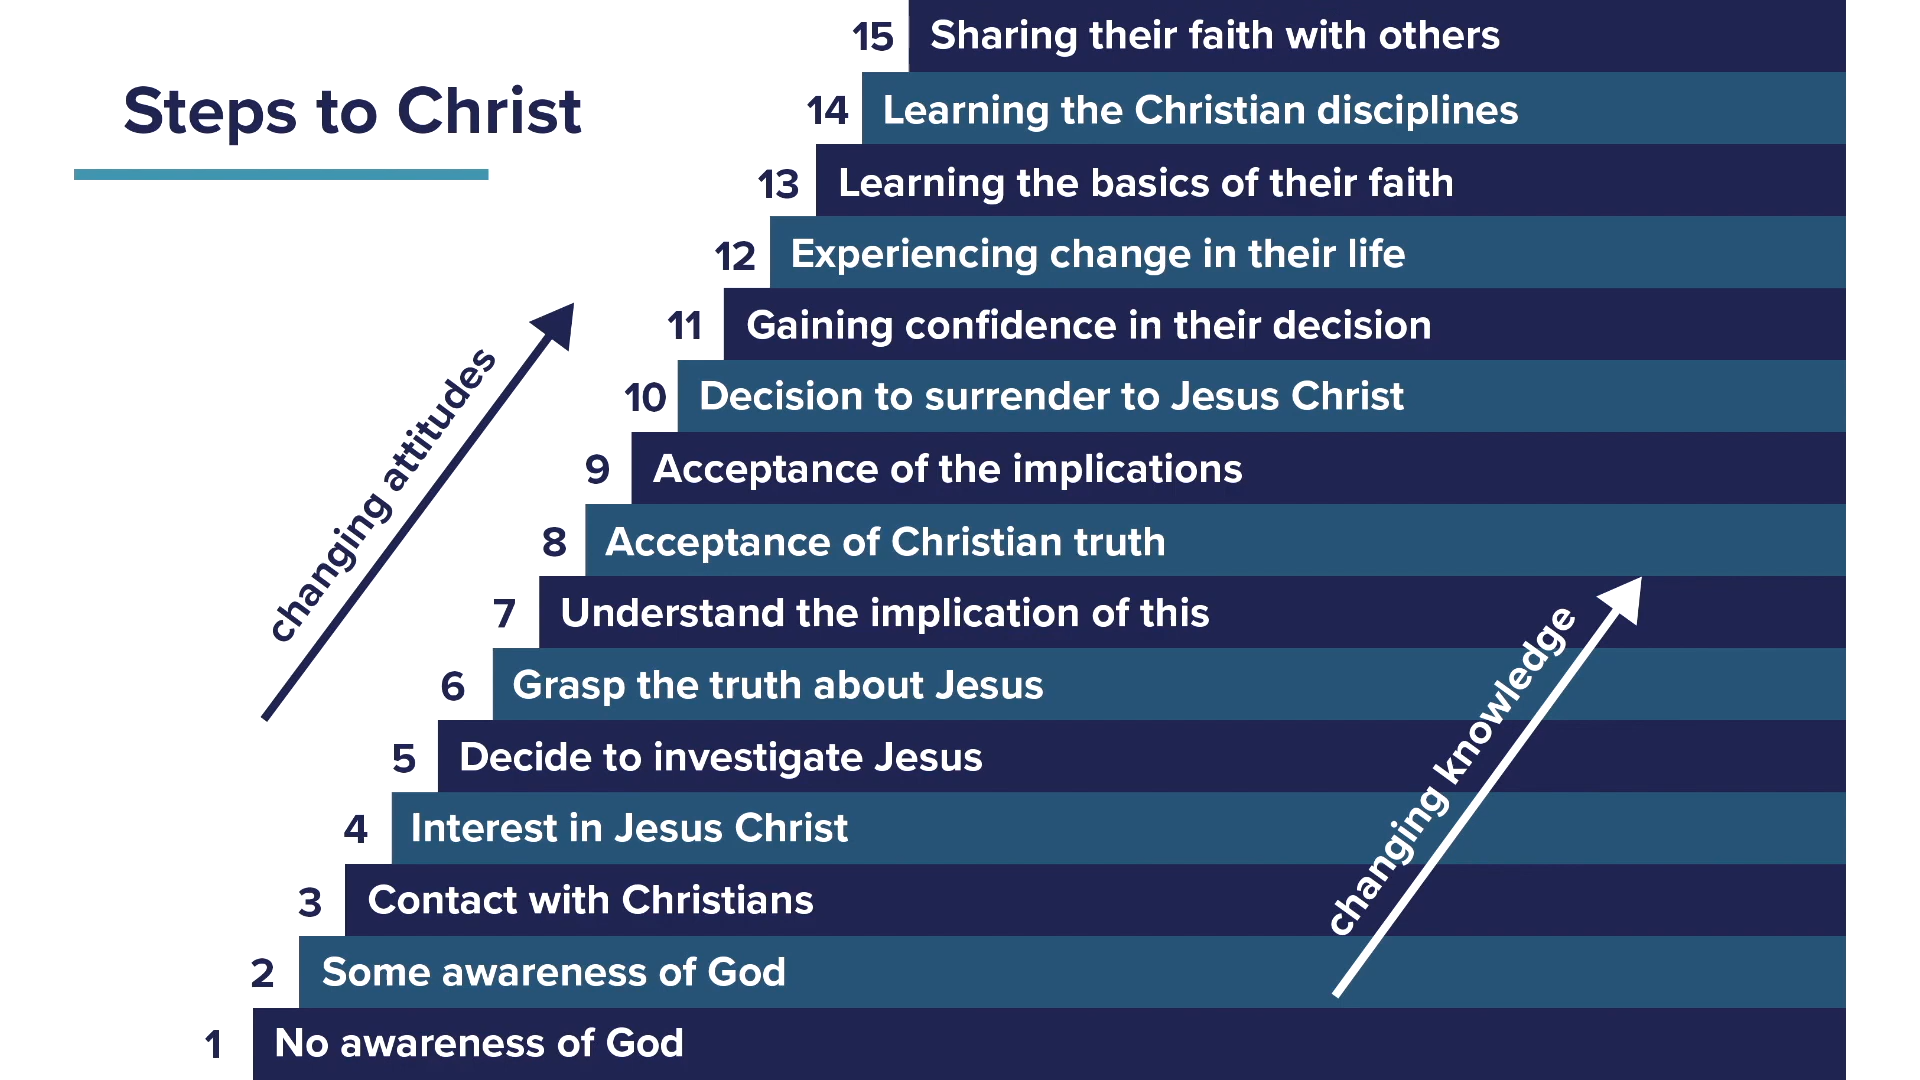 Steps to Christ
15 Sharing their faith with others
14 Learning the Christian disciplines
13 Learning the basics of their faith
12 Experiencing change in their life
11 Gaining confidence in their decision
10 Decision to surrender to Jesus Christ
9 Acceptance of the implications
8 Acceptance of Christian truth
7 Understand the implication of this
6 Grasp the truth about Jesus
5 Decide to investigate Jesus
4 Interest in Jesus Christ
3 Contact with Christians
2 Some awareness of God
1 No awareness of God
changing attitudes
changing knowledge